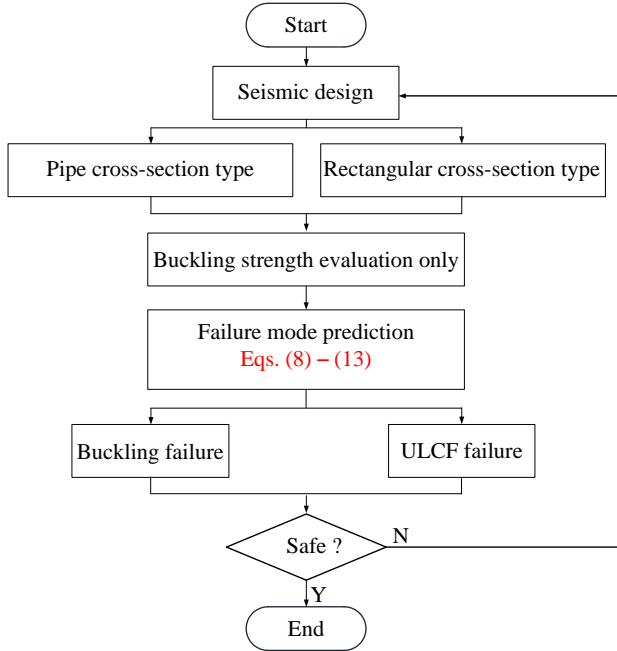 Start
Seismic design
Pipe cross-section type
Rectangular cross-section type
Buckling strength evaluation only
Failure mode prediction
Eqs. (8) – (13)
Buckling failure
ULCF failure
Safe ?
N
Y
End